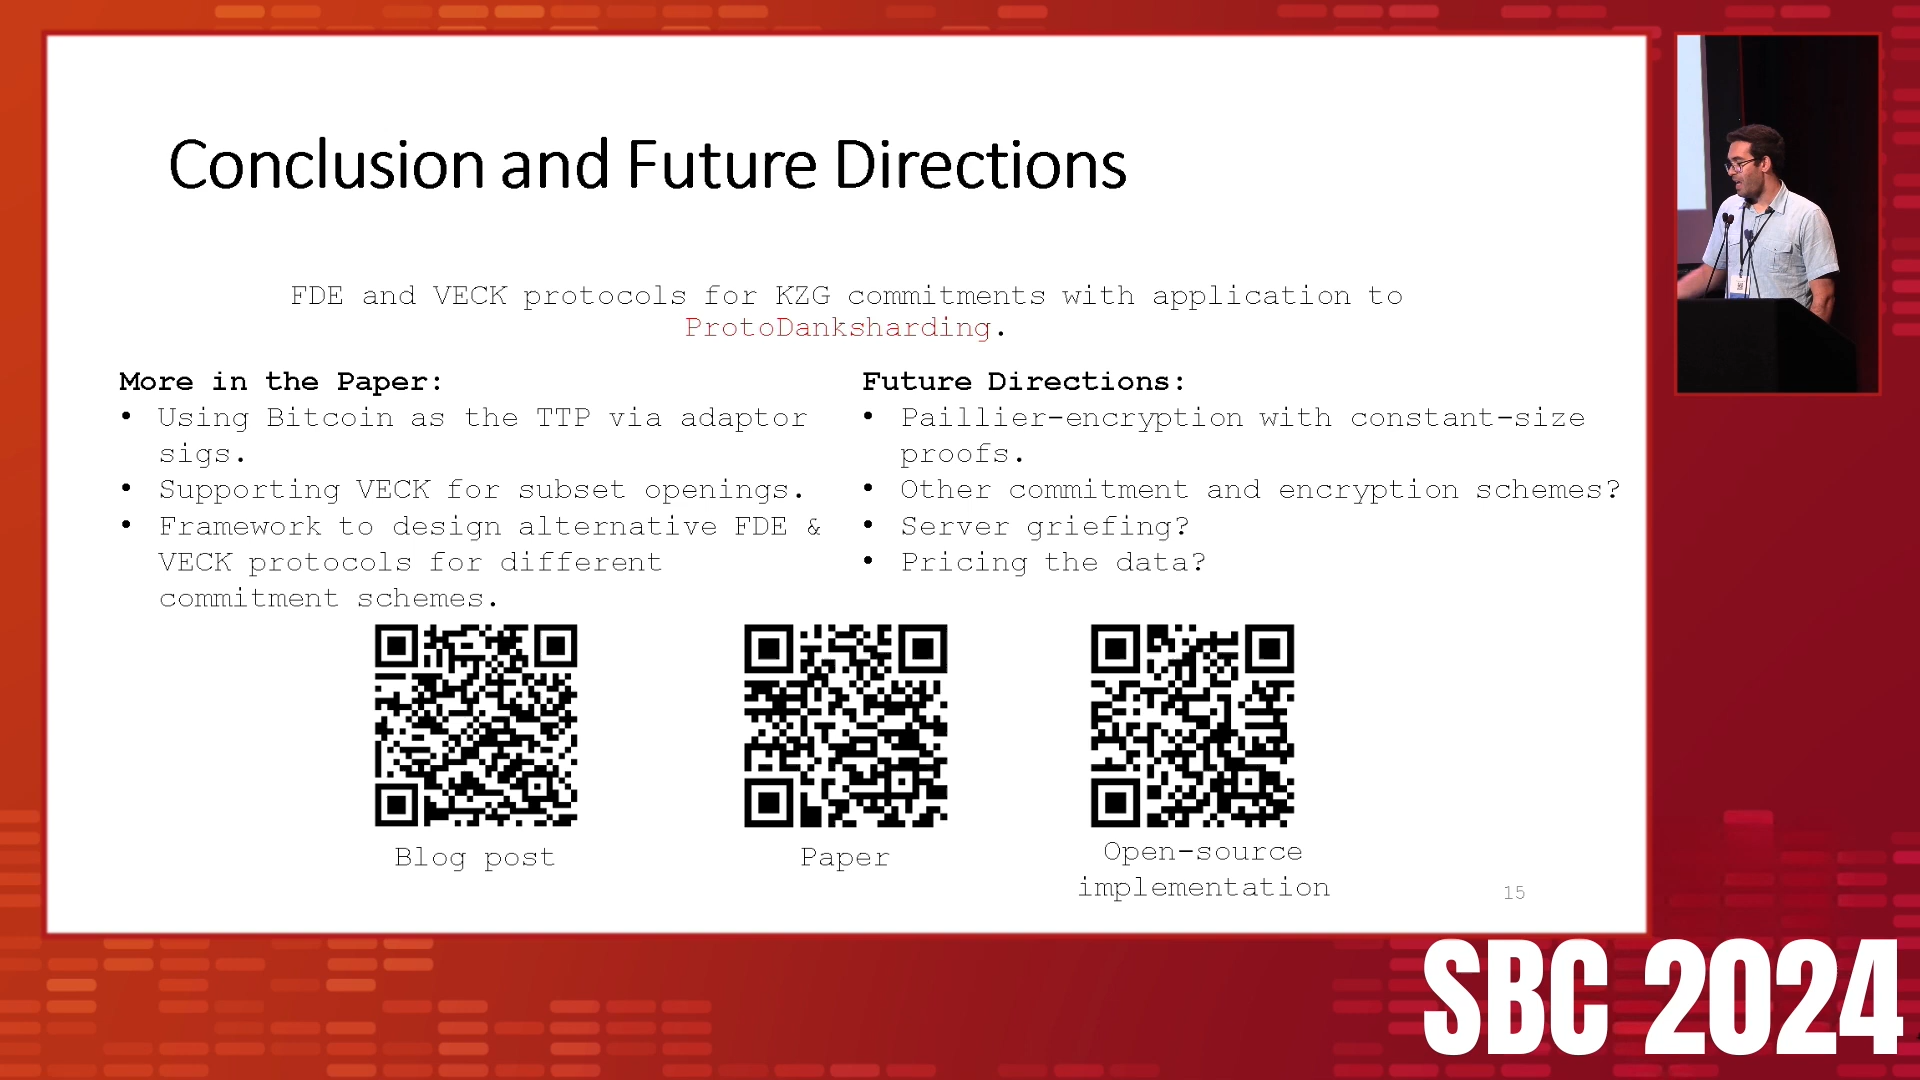 Conclusion and Future Directions
FDE and VECK protocols for KZG commitments with application to
ProtoDanksharding.
More in the Paper:
• Using Bitcoin as the TTP via adaptor
sigs.
• Supporting VECK for subset openings.
• Framework to design alternative FDE &
VECK protocols for different
commitment schemes.
Future Directions:
• Paillier-encryption with constant-size
proofs.
• Other commitment and encryption schemes?
• Server griefing?
• Pricing the data?
Blog post
Paper
Open-source
implementation
15
SBC 2024